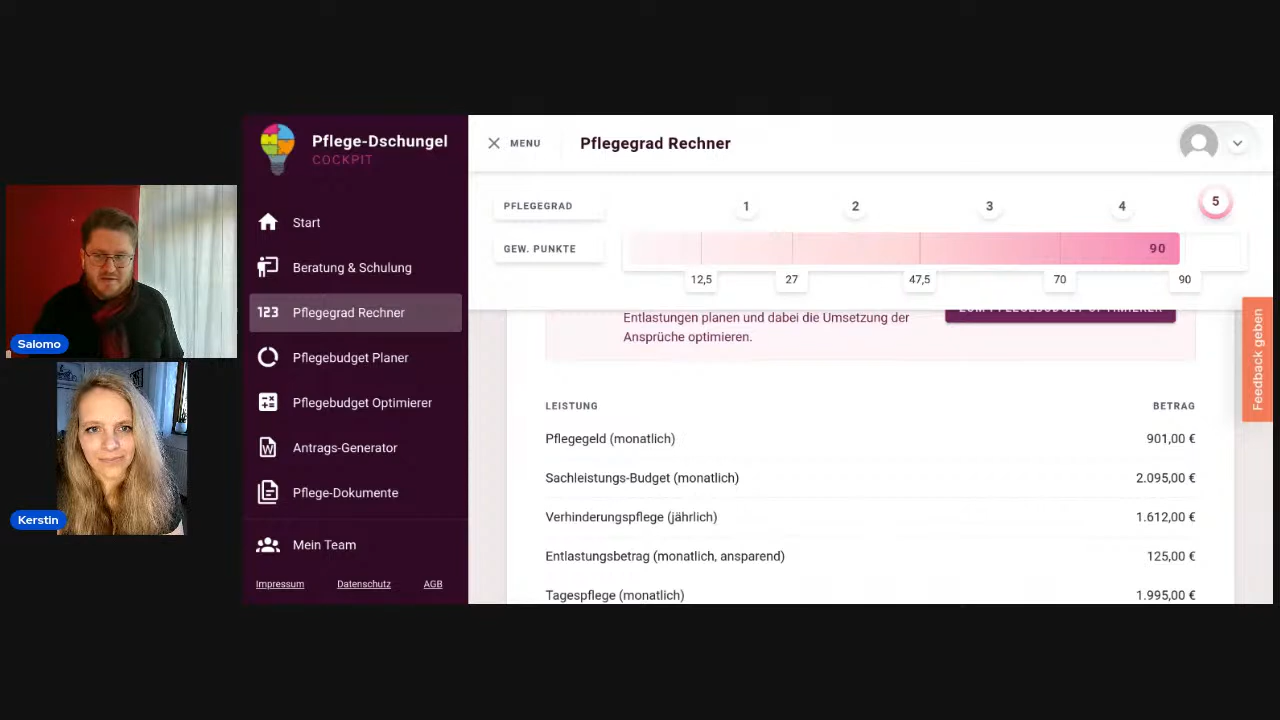 Salomo
Kerstin
Pflege-Dschungel
COCKPIT
Start
Beratung & Schulung
123 Pflegegrad Rechner
Pflegebudget Planer
Pflegebudget Optimierer
W Antrags-Generator
Pflege-Dokumente
Mein Team
Impressum Datenschutz AGB
MENU Pflegegrad Rechner
PFLEGEGRAD 1 2 3 4 5
GEW. PUNKTE 90
12,5 27 47,5 70 90
Entlastungen planen und dabei die Umsetzung der
Ansprüche optimieren.
ZUM PFLEGEBUDGET OPTIMIERER
LEISTUNG BETRAG
Pflegegeld (monatlich) 901,00 €
Sachleistungs-Budget (monatlich) 2.095,00 €
Verhinderungspflege (jährlich) 1.612,00 €
Entlastungsbetrag (monatlich, ansparend) 125,00 €
Tagespflege (monatlich) 1.995,00 €
Feedback geben